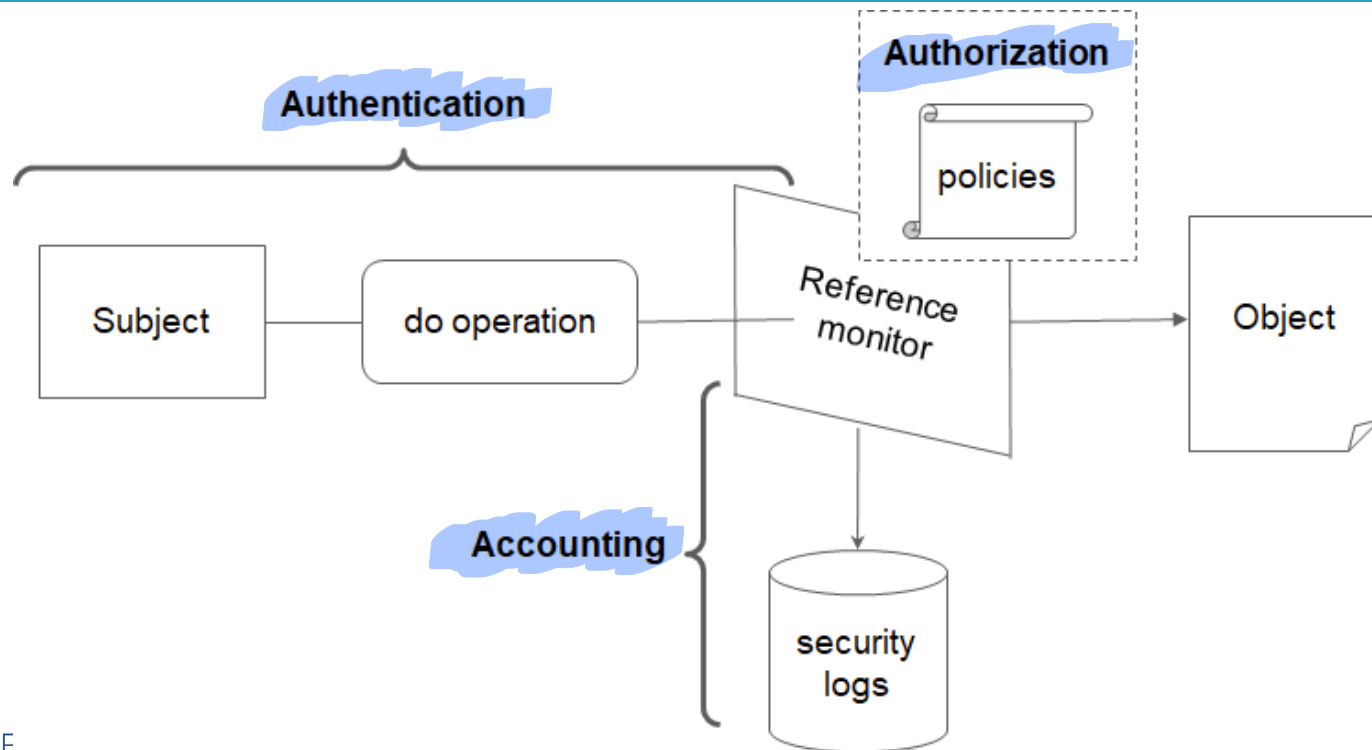 Authorization
Authentication
policies
Subject
do operation
Reference
monitor
Object
Accounting
security
logs